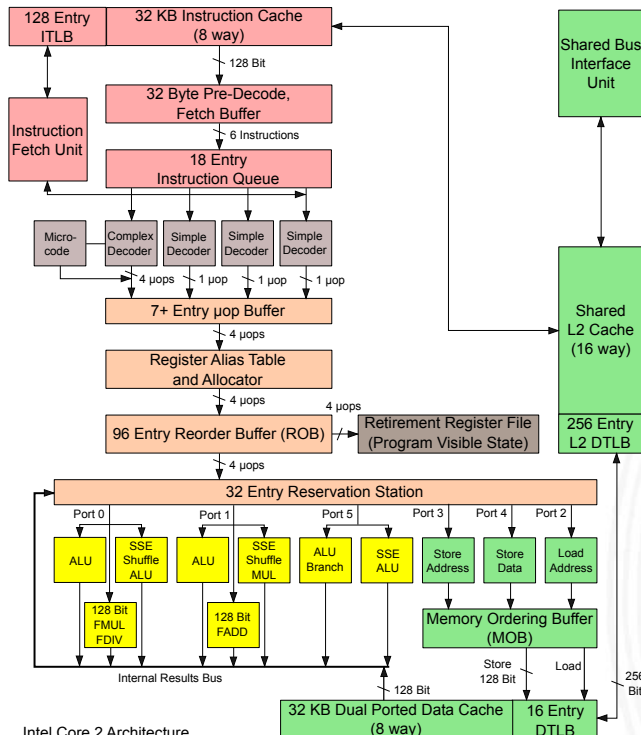 128 Entry
ITLB
32 KB Instruction Cache
(8 way)
128 Bit
32 Byte Pre-Decode,
Fetch Buffer
Instruction
Fetch Unit
6 Instructions
18 Entry
Instruction Queue
Micro-
code
Complex
Decoder
Simple
Decoder
Simple
Decoder
Simple
Decoder
4 µops
1 µop
1 µop
1 µop
7+ Entry µop Buffer
4 µops
Register Alias Table
and Allocator
4 µops
4 µops
96 Entry Reorder Buffer (ROB)
Retirement Register File
(Program Visible State)
4 µops
32 Entry Reservation Station
Port 0
Port 1
Port 5
Port 3
Port 4
Port 2
ALU
SSE
Shuffle
ALU
ALU
SSE
Shuffle
MUL
ALU
Branch
SSE
ALU
Store
Address
Store
Data
Load
Address
128 Bit
FMUL
FDIV
128 Bit
FADD
Memory Ordering Buffer
(MOB)
Internal Results Bus
Store
128 Bit
Load
128 Bit
256
Bit
32 KB Dual Ported Data Cache
(8 way)
16 Entry
DTLB
Shared Bus
Interface
Unit
Shared
L2 Cache
(16 way)
256 Entry
L2 DTLB
Intel Core 2 Architecture